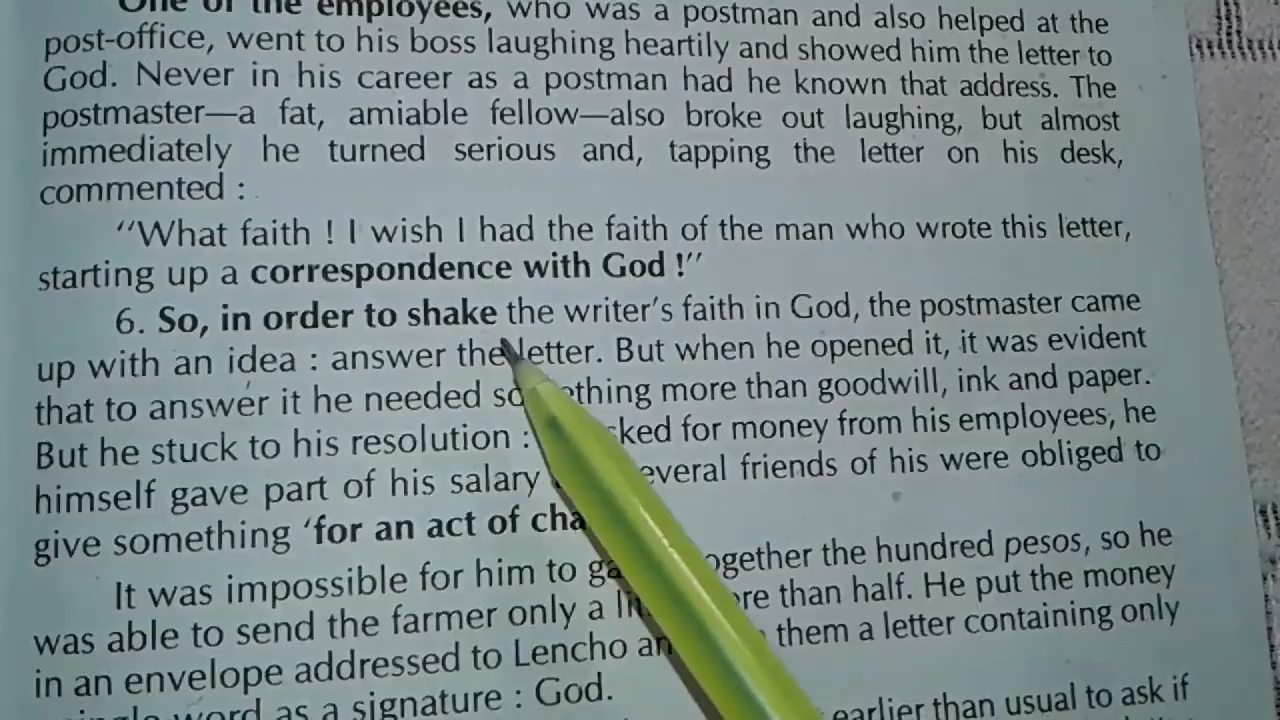 One of the employees, who was a postman and also helped at the
post-office, went to his boss laughing heartily and showed him the letter to
God. Never in his career as a postman had he known that address. The
postmaster—a fat, amiable fellow—also broke out laughing, but almost
immediately he turned serious and, tapping the letter on his desk,
commented :
"What faith ! I wish I had the faith of the man who wrote this letter,
starting up a correspondence with God !"
6. So, in order to shake the writer's faith in God, the postmaster came
up with an idea : answer the letter. But when he opened it, it was evident
that to answer it he needed something more than goodwill, ink and paper.
But he stuck to his resolution : for money from his employees, he
himself gave part of his salary several friends of his were obliged to
give something 'for an act of
It was impossible for him to together the hundred pesos, so he
was able to send the farmer only a more than half. He put the money
in an envelope addressed to Lencho them a letter containing only
word as a signature : God.
earlier than usual to ask if